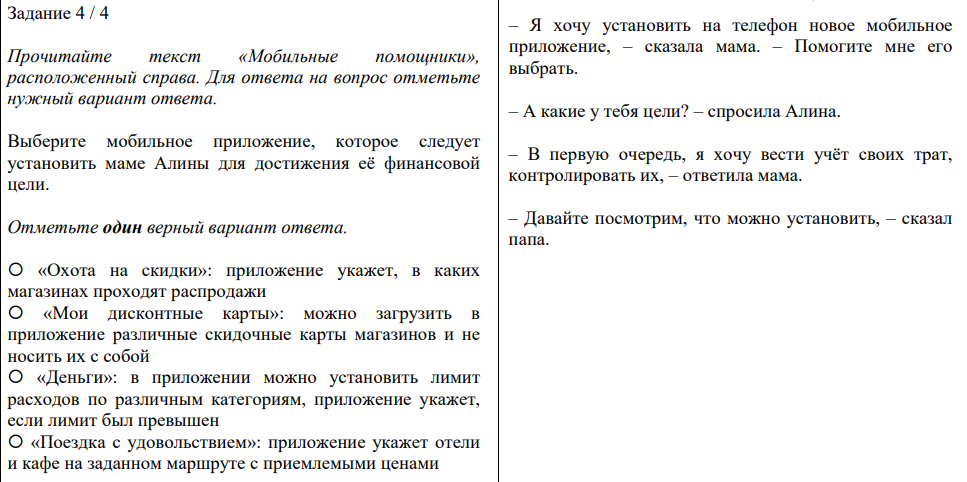 Задание 4 / 4
Прочитайте текст «Мобильные помощники»,
расположенный справа. Для ответа на вопрос отметьте
нужный вариант ответа.
Выберите мобильное приложение, которое следует
установить маме Алины для достижения её финансовой
цели.
Отметьте один верный вариант ответа.
«Охота на скидки»: приложение укажет, в каких
магазинах проходят распродажи
«Мои дисконтные карты»: можно загрузить в
приложение различные скидочные карты магазинов и не
носить их с собой
«Деньги»: в приложении можно установить лимит
расходов по различным категориям, приложение укажет,
если лимит был превышен
«Поездка с удовольствием»: приложение укажет отели
и кафе на заданном маршруте с приемлемыми ценами
– Я хочу установить на телефон новое мобильное
приложение, – сказала мама. – Помогите мне его
выбрать.
– А какие у тебя цели? – спросила Алина.
– В первую очередь, я хочу вести учёт своих трат,
контролировать их, – ответила мама.
– Давайте посмотрим, что можно установить, – сказал
папа.